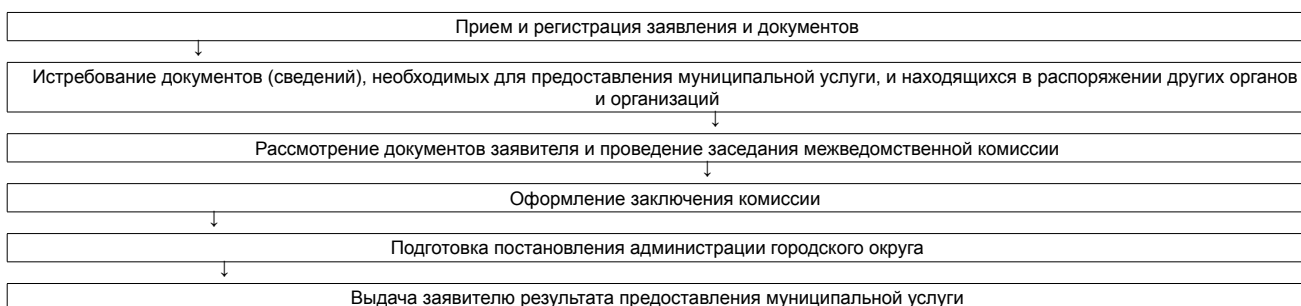 Прием и регистрация заявления и документов
↓
Истребование документов (сведений), необходимых для предоставления муниципальной услуги, и находящихся в распоряжении других органов
и организаций
↓
Рассмотрение документов заявителя и проведение заседания межведомственной комиссии
↓
Оформление заключения комиссии
↓
Подготовка постановления администрации городского округа
↓
Выдача заявителю результата предоставления муниципальной услуги